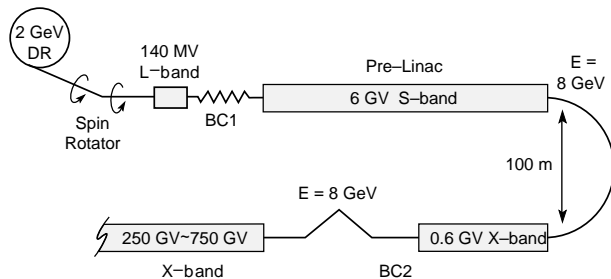 2 GeV
DR
140 MV
L–band
Pre–Linac
E =
8 GeV
6 GV S–band
Spin
Rotator
BC1
100 m
E = 8 GeV
250 GV~750 GV
0.6 GV X–band
X–band
BC2